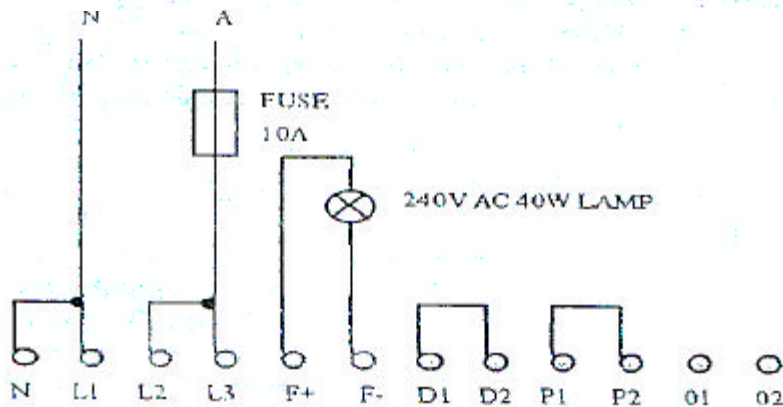 N A
FUSE
10A
240V AC 40W LAMP
N L1 L2 L3 F+ F- D1 D2 P1 P2 01 02